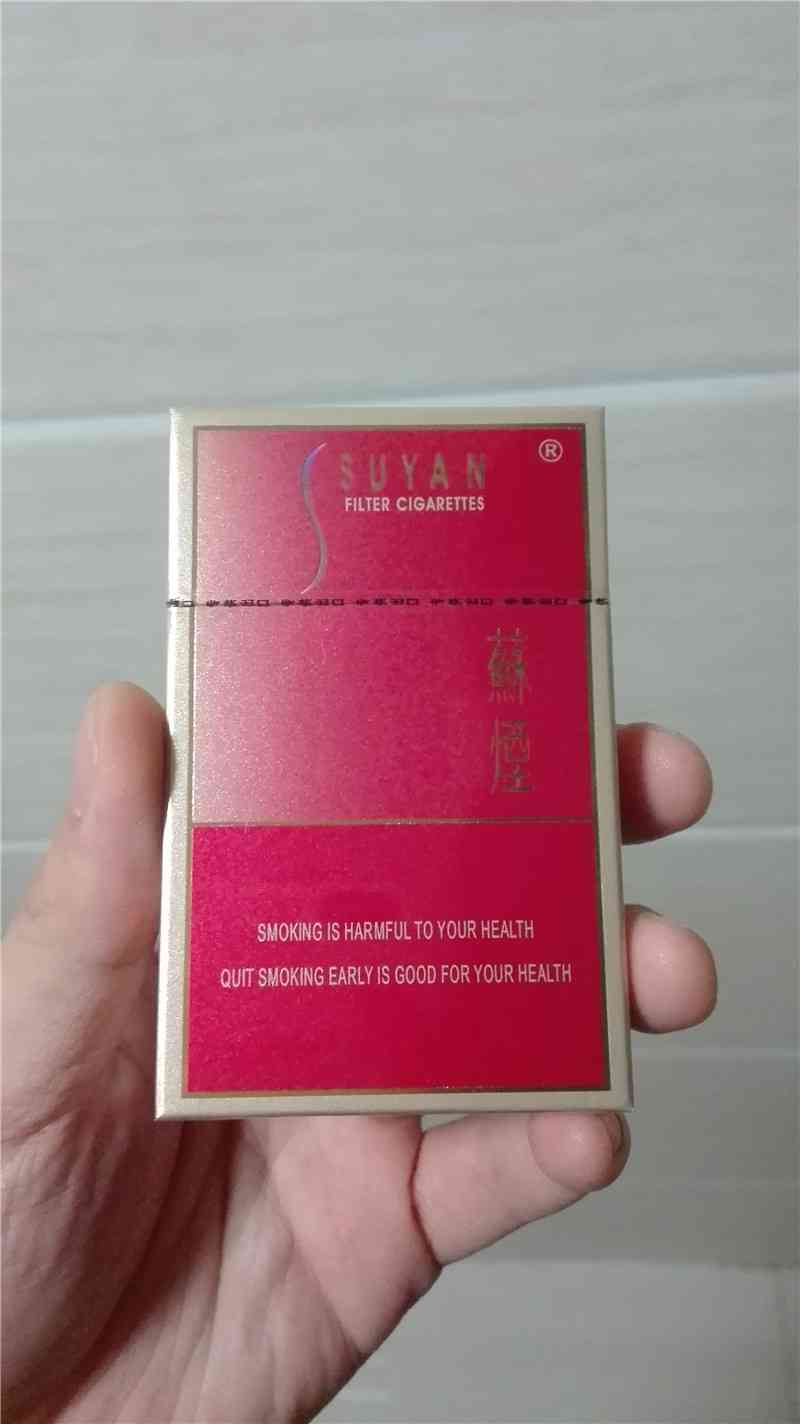 SUYAN
®
FILTER CIGARETTES
蘇
煙
SMOKING IS HARMFUL TO YOUR HEALTH
QUIT SMOKING EARLY IS GOOD FOR YOUR HEALTH